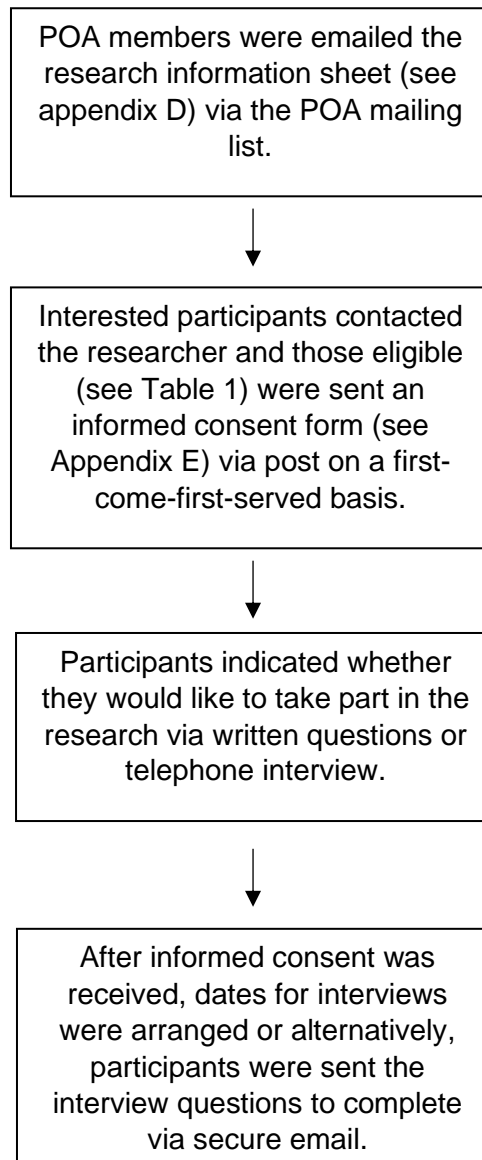 POA members were emailed the
research information sheet (see
appendix D) via the POA mailing
list.
Interested participants contacted
the researcher and those eligible
(see Table 1) were sent an
informed consent form (see
Appendix E) via post on a first-
come-first-served basis.
Participants indicated whether
they would like to take part in the
research via written questions or
telephone interview.
After informed consent was
received, dates for interviews
were arranged or alternatively,
participants were sent the
interview questions to complete
via secure email.